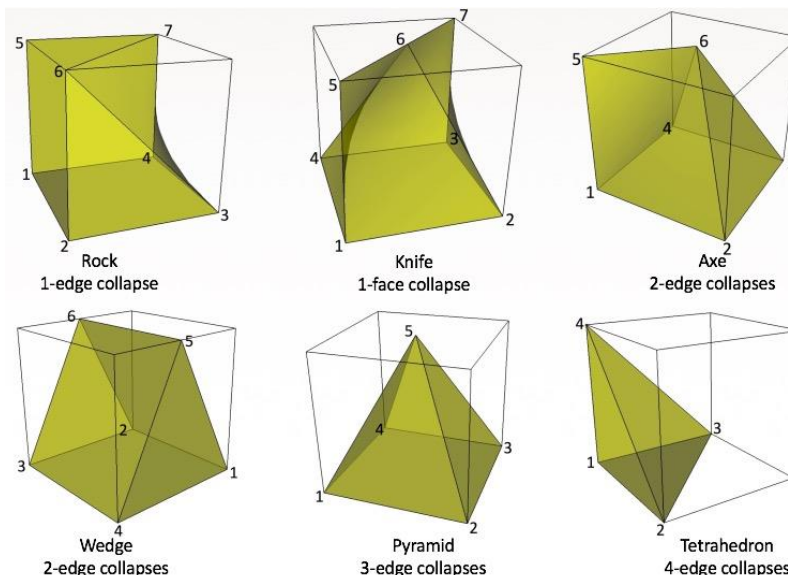 5
7
6
4
1
3
2
Rock
1-edge collapse
7
6
5
3
4
2
1
Knife
1-face collapse
6
5
4
1
2
Axe
2-edge collapses
6
5
2
3
1
4
Wedge
2-edge collapses
5
4
3
1
2
Pyramid
3-edge collapses
4
3
1
2
Tetrahedron
4-edge collapses